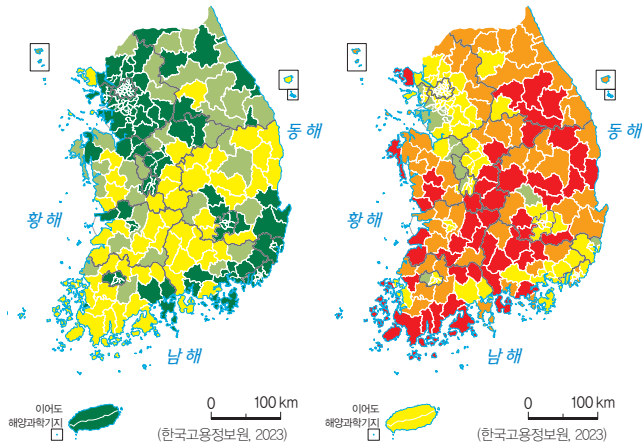 동해
황해
남해
이어도
해양과학기지
0 100 km
(한국고용정보원, 2023)
동해
황해
남해
이어도
해양과학기지
0 100 km
(한국고용정보원, 2023)